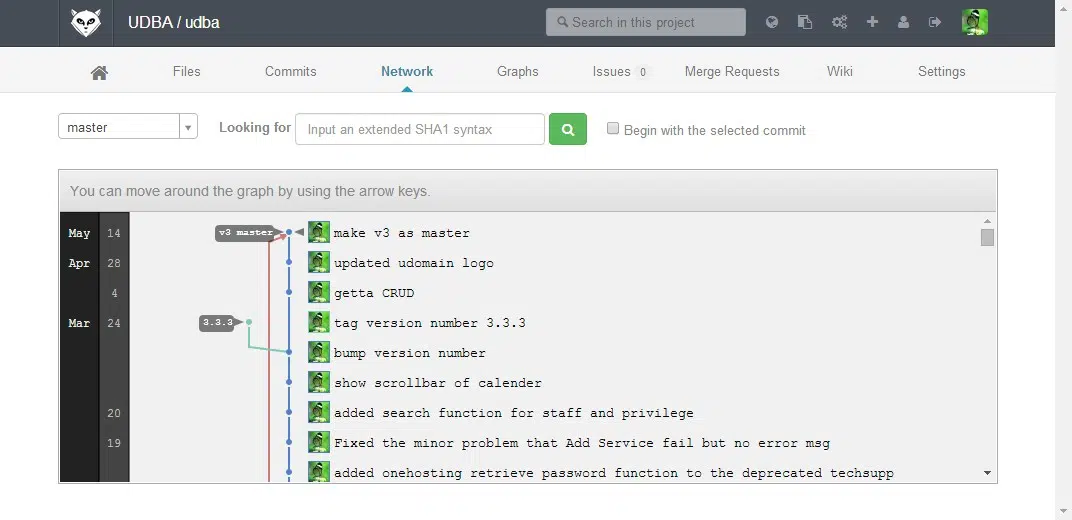 UDBA / udba
Search in this project
Files
Commits
Network
Graphs
Issues 0
Merge Requests
Wiki
Settings
master
Looking for
Input an extended SHA1 syntax
Begin with the selected commit
You can move around the graph by using the arrow keys.
May 14 v3 master make v3 as master
Apr 28 updated udomain logo
4 getta CRUD
Mar 24 3.3.3 tag version number 3.3.3
bump version number
show scrollbar of calender
20 added search function for staff and privilege
19 Fixed the minor problem that Add Service fail but no error msg
added onehosting retrieve password function to the deprecated techsupp